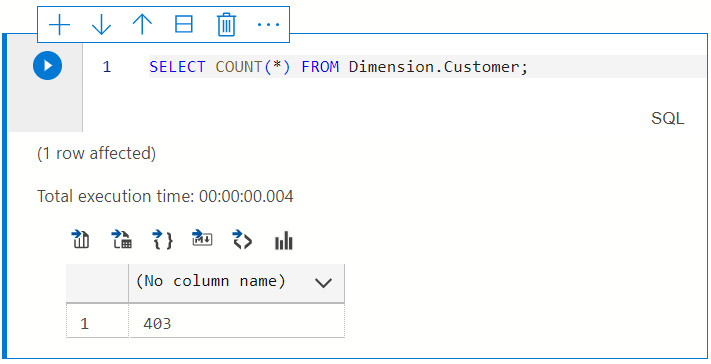 1 SELECT COUNT(*) FROM Dimension.Customer;
SQL
(1 row affected)
Total execution time: 00:00:00.004
M↓
(No column name)
1 403